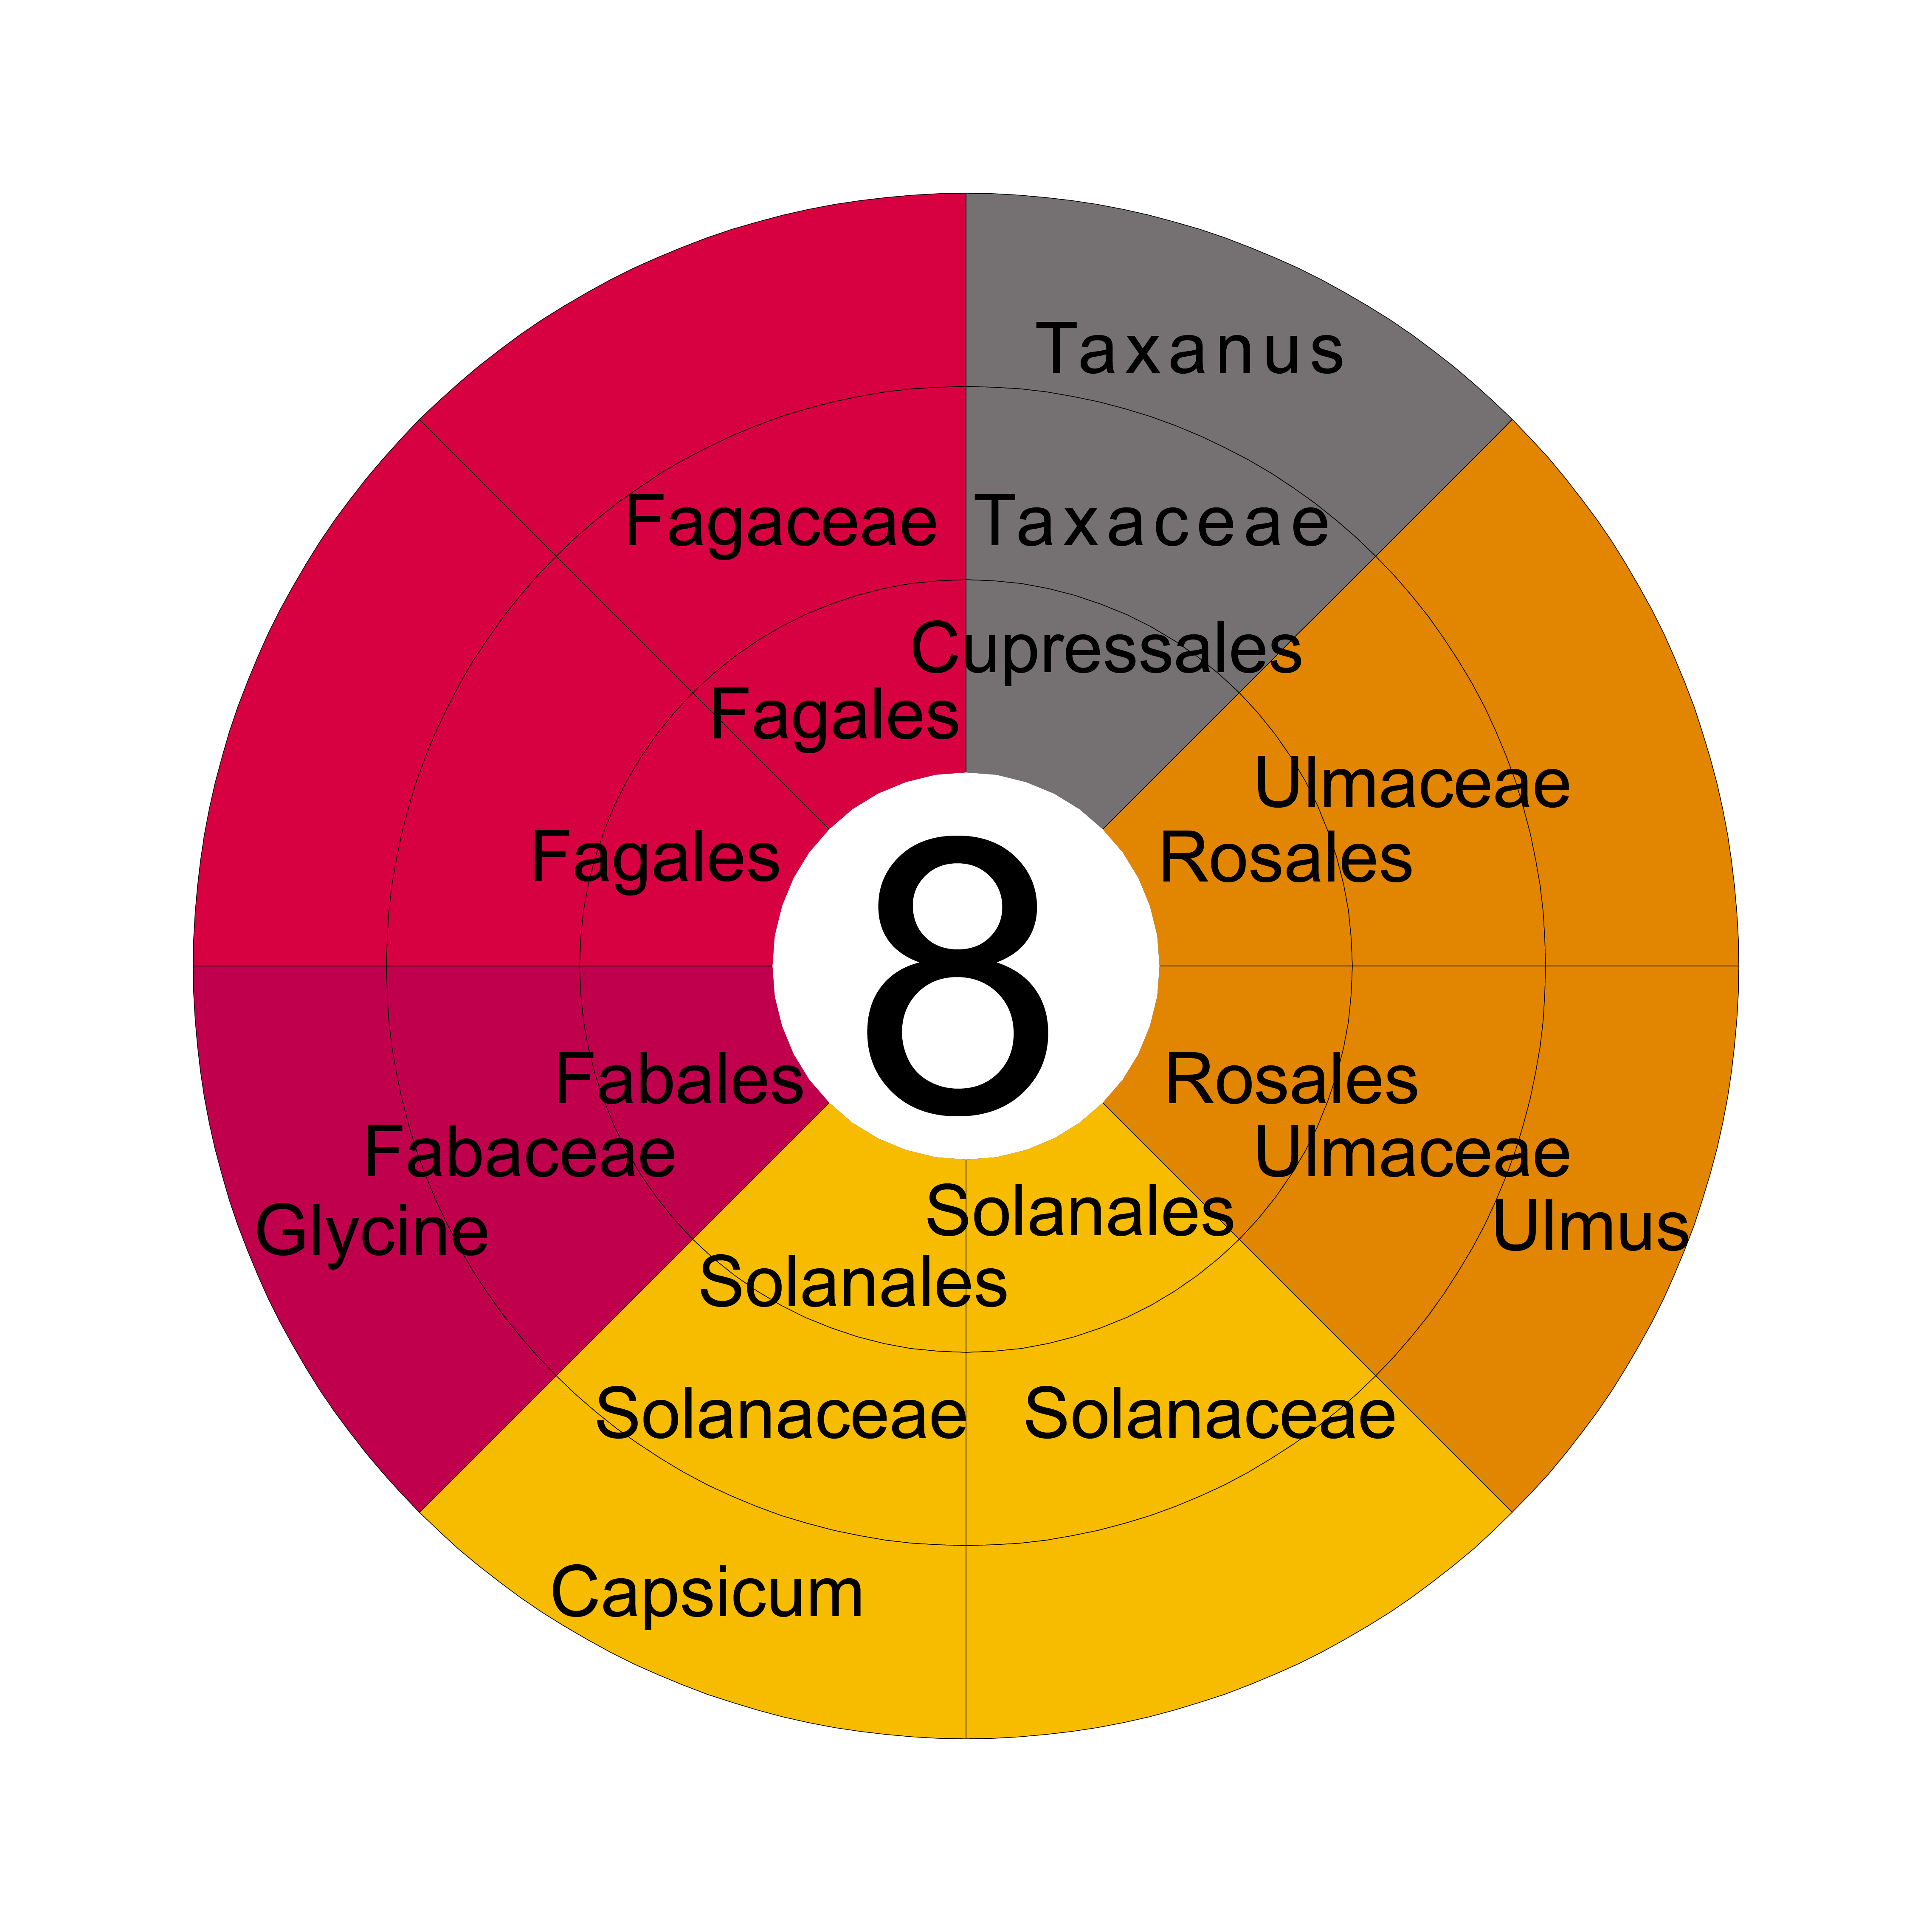 Taxanus
Fagaceae
Taxaceae
Cupressales
Fagales
Ulmaceae
Fagales
Rosales
8
Fabales
Rosales
Fabaceae
Ulmaceae
Glycine
Solanales
Ulmus
Solanales
Solanaceae
Solanaceae
Capsicum